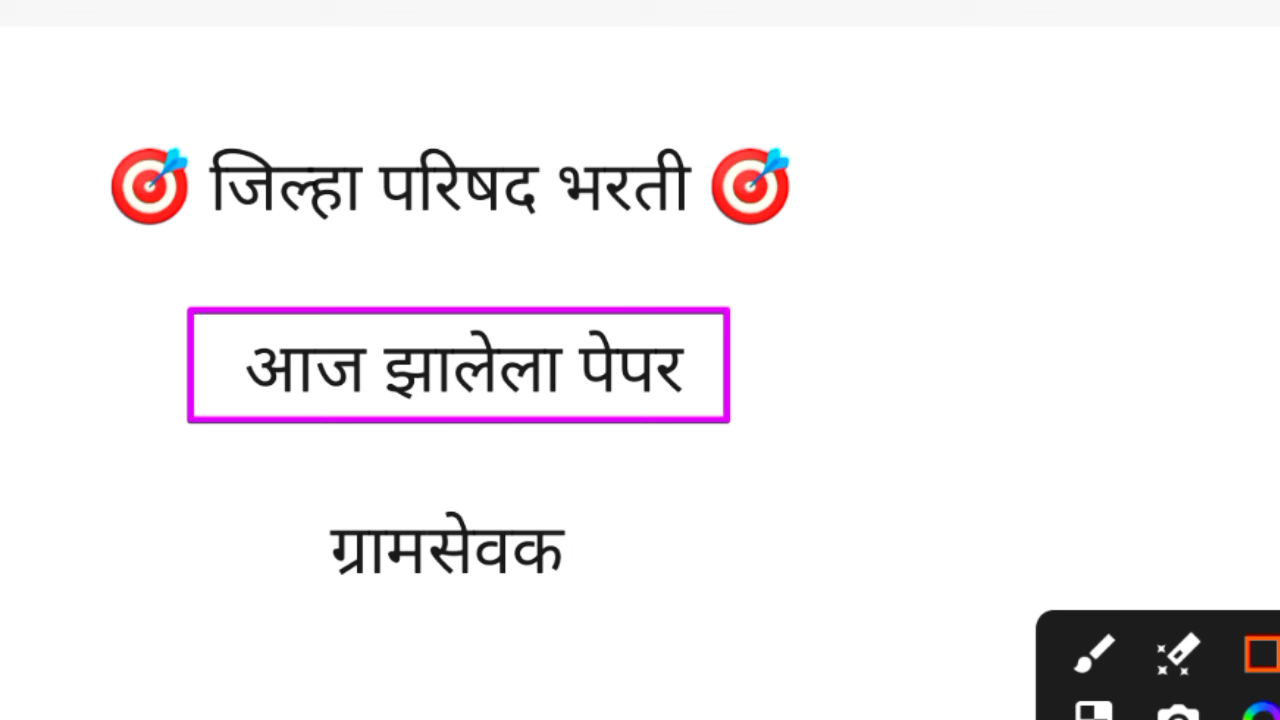 🎯 जिल्हा परिषद भरती 🎯
आज झालेला पेपर
ग्रामसेवक